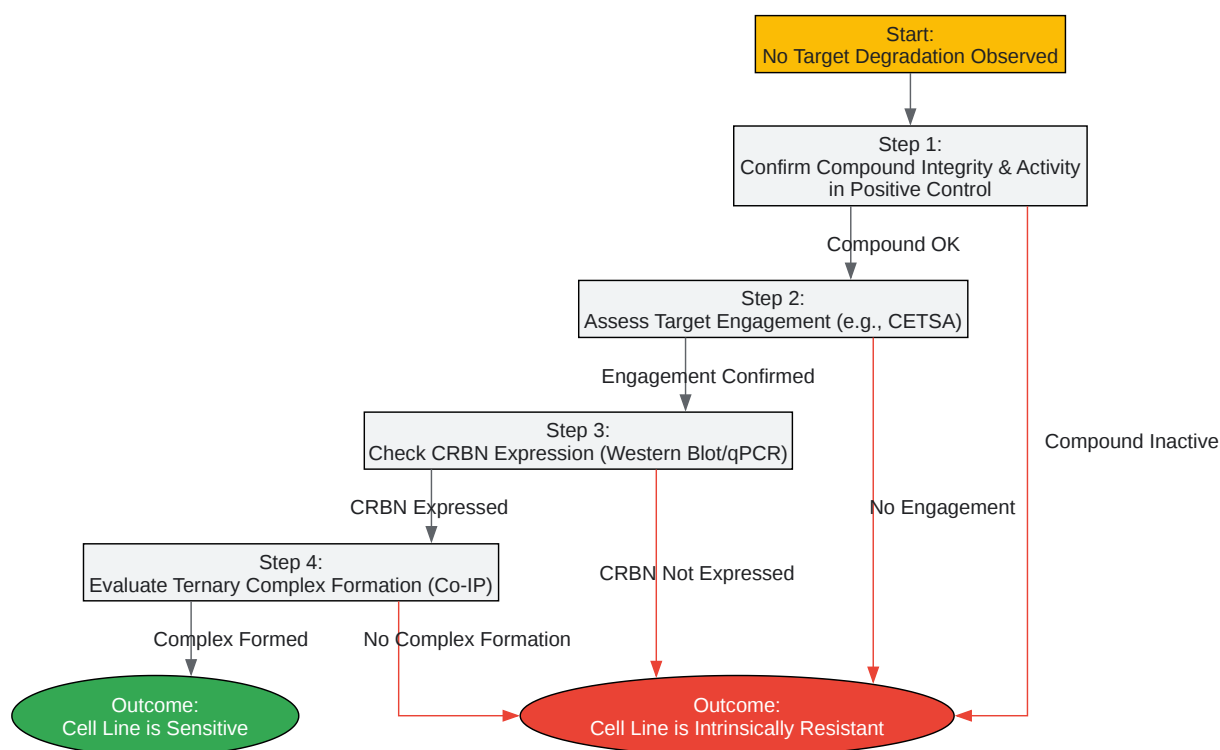 Start:
No Target Degradation Observed
Step 1:
Confirm Compound Integrity & Activity
in Positive Control
Compound OK
Step 2:
Assess Target Engagement (e.g., CETSA)
Engagement Confirmed
Step 3:
Check CRBN Expression (Western Blot/qPCR)
Compound Inactive
CRBN Expressed
No Engagement
Step 4:
Evaluate Ternary Complex Formation (Co-IP)
CRBN Not Expressed
Complex Formed
No Complex Formation
Outcome:
Cell Line is Sensitive
Outcome:
Cell Line is Intrinsically Resistant